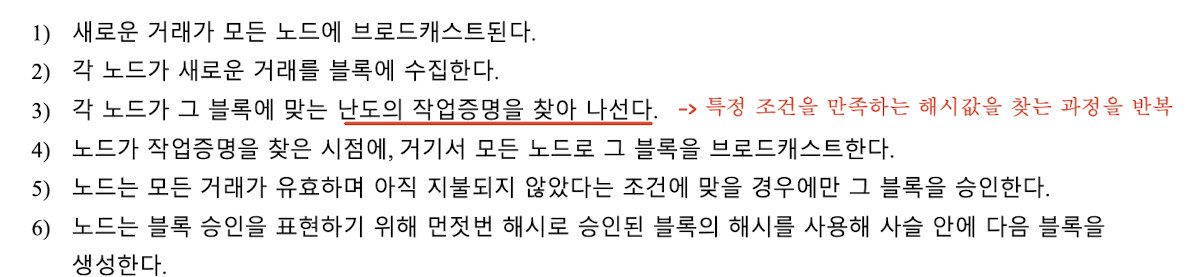 1) 새로운 거래가 모든 노드에 브로드캐스트된다.
2) 각 노드가 새로운 거래를 블록에 수집한다.
3) 각 노드가 그 블록에 맞는 난도의 작업증명을 찾아 나선다. -> 특정 조건을 만족하는 해시값을 찾는 과정을 반복
4) 노드가 작업증명을 찾은 시점에, 거기서 모든 노드로 그 블록을 브로드캐스트한다.
5) 노드는 모든 거래가 유효하며 아직 지불되지 않았다는 조건에 맞을 경우에만 그 블록을 승인한다.
6) 노드는 블록 승인을 표현하기 위해 먼젓번 해시로 승인된 블록의 해시를 사용해 사슬 안에 다음 블록을
생성한다.